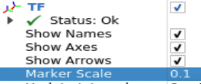 TF
Status: Ok
Show Names
Show Axes
Show Arrows
Marker Scale 0.1